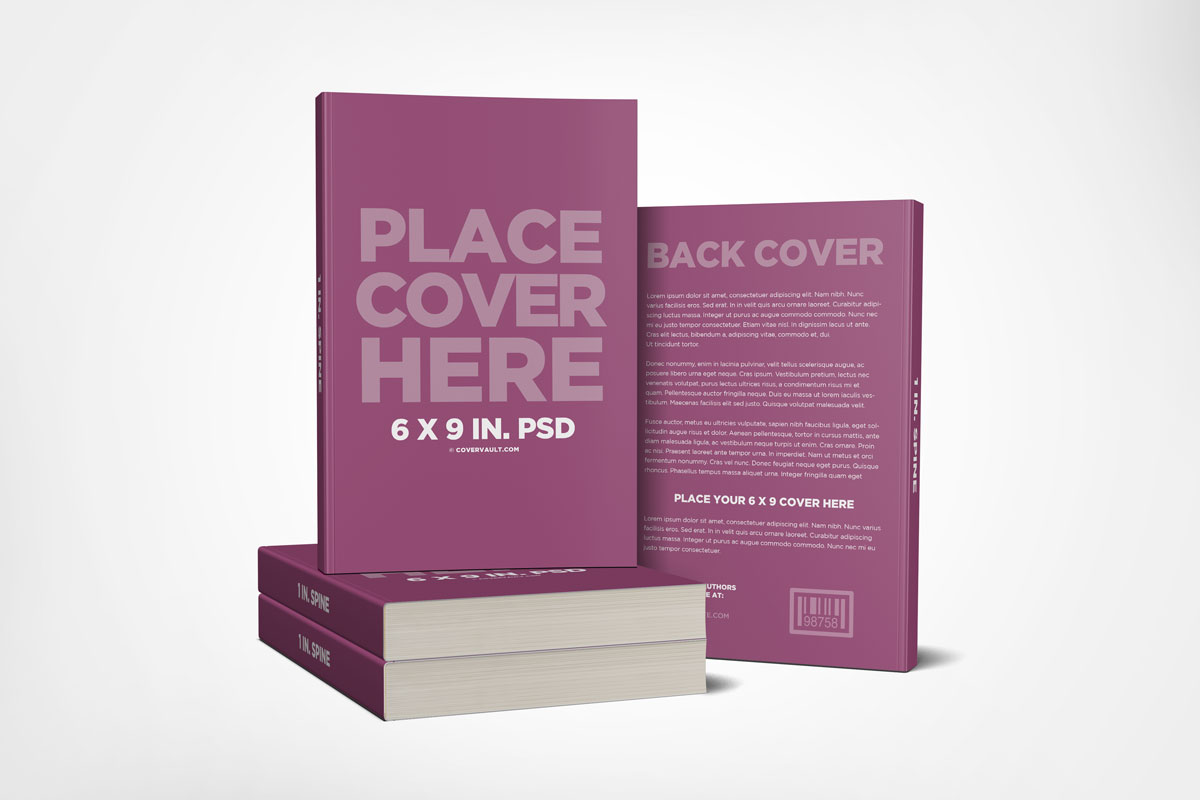 PLACE
COVER
HERE
6 X 9 IN. PSD
COVERVAULT.COM
1 IN. SPINE
BACK COVER
Lorem ipsum dolor sit amet, consectetuer adipiscing elit. Nam nibh. Nunc
varius facilisis eros. Sed erat. In in velit quis arcu ornare laoreet. Curabitur adipi-
scing luctus massa. Integer ut purus ac augue commodo commodo. Nunc nec
mi eu justo tempor consectetuer. Etiam vitae nisl. In dignissim lacus ut ante.
Cras elit lectus, bibendum a, adipiscing vitae, commodo et, dui.
Ut tincidunt tortor.
Donec nonummy, enim in lacinia pulvinar, velit tellus scelerisque augue, ac
posuere libero urna eget neque. Cras ipsum. Vestibulum pretium, lectus nec
venenatis volutpat, purus lectus ultrices risus, a condimentum risus mi et
quam. Pellentesque auctor fringilla neque. Duis eu massa ut lorem iaculis ves-
tibulum. Maecenas facilisis elit sed justo. Quisque volutpat malesuada velit.
Fusce auctor, metus eu ultricies vulputate, sapien nibh faucibus ligula, eget sol-
licitudin augue risus et dolor. Aenean pellentesque, tortor in cursus mattis, ante
diam malesuada ligula, ac vestibulum neque turpis ut enim. Cras ornare. Proin
ac nisi. Praesent laoreet ante tempor urna. In imperdiet. Nam ut metus et orci
fermentum nonummy. Cras vel nunc. Donec feugiat neque eget purus. Quisque
rhoncus. Phasellus tempus massa aliquet urna. Integer fringilla quam eget
PLACE YOUR 6 X 9 COVER HERE
Lorem ipsum dolor sit amet, consectetuer adipiscing elit. Nam nibh. Nunc varius
facilisis eros. Sed erat. In in velit quis arcu ornare laoreet. Curabitur adipiscing
luctus massa. Integer ut purus ac augue commodo commodo. Nunc nec mi eu
justo tempor consectetuer.
UTHORS
E AT:
TE.COM
98758
1 IN. SPINE
6 X 9 IN. PSD
1 IN. SPINE
1 IN. SPINE